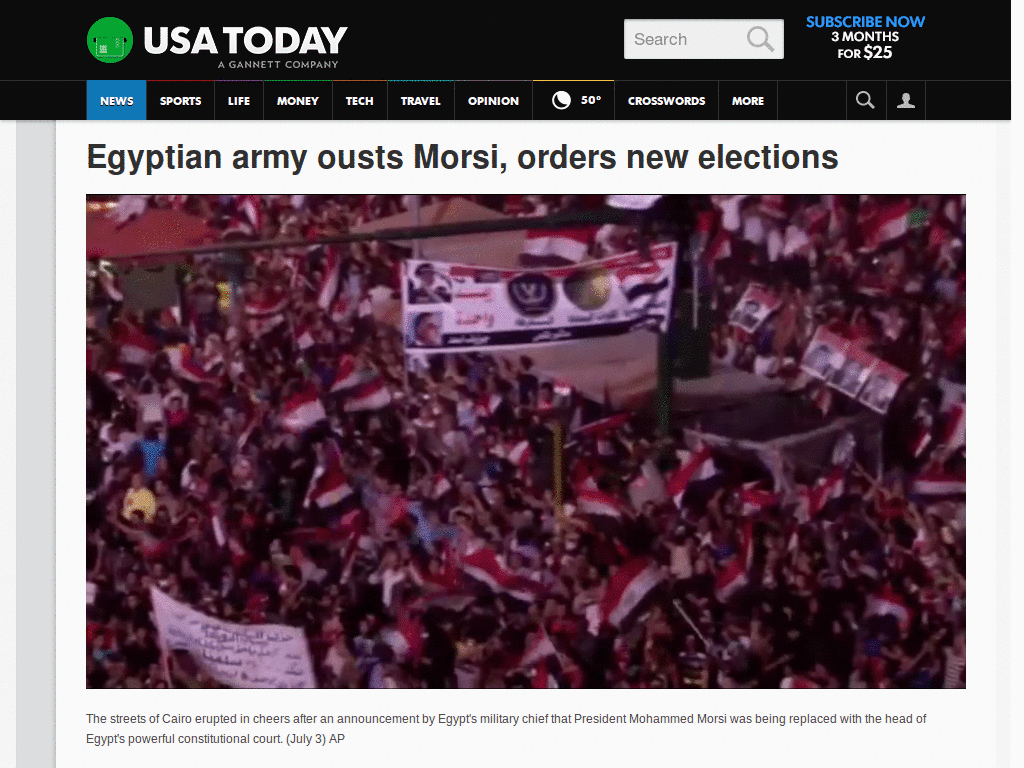 USA TODAY
A GANNETT COMPANY
Search
SUBSCRIBE NOW
3 MONTHS
FOR $25
NEWS SPORTS LIFE MONEY TECH TRAVEL OPINION 50° CROSSWORDS MORE
Egyptian army ousts Morsi, orders new elections
واحدة
The streets of Cairo erupted in cheers after an announcement by Egypt's military chief that President Mohammed Morsi was being replaced with the head of
Egypt's powerful constitutional court. (July 3) AP